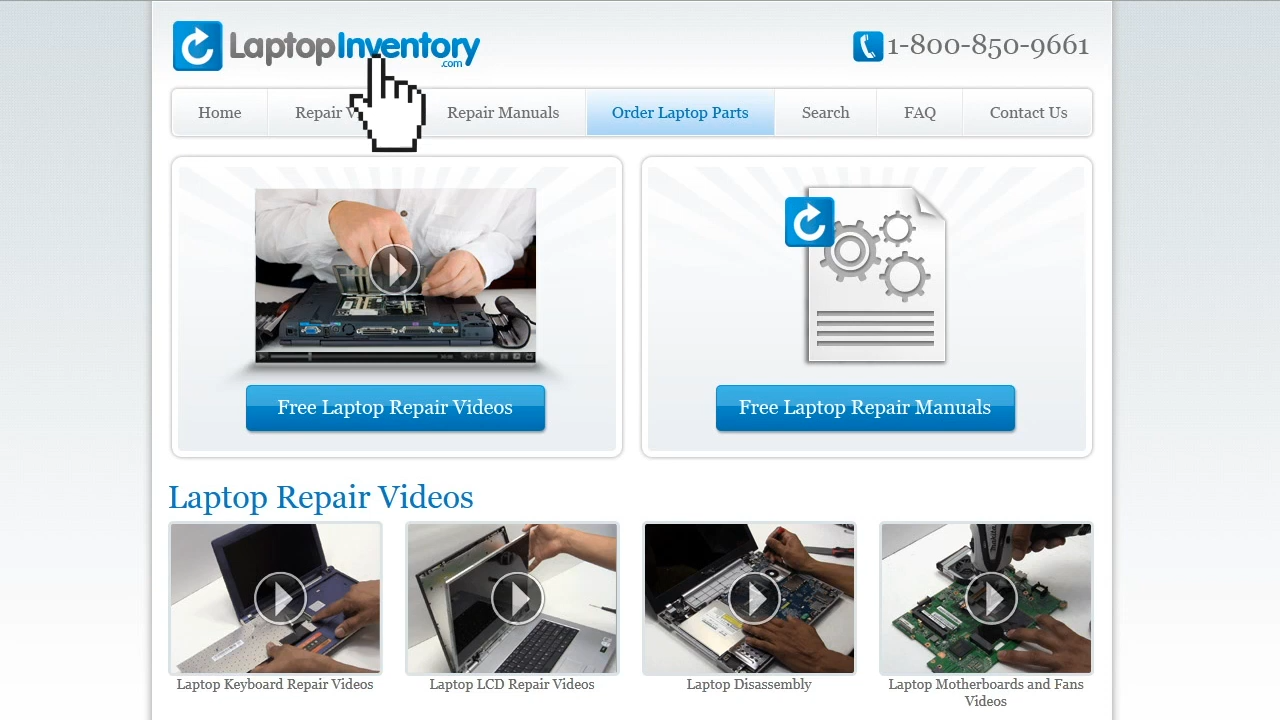 LaptopInventory
.com
1-800-850-9661
Home
Repair V
Repair Manuals
Order Laptop Parts
Search
FAQ
Contact Us
Free Laptop Repair Videos
Free Laptop Repair Manuals
Laptop Repair Videos
Laptop Keyboard Repair Videos
Laptop LCD Repair Videos
Laptop Disassembly
Laptop Motherboards and Fans
Videos